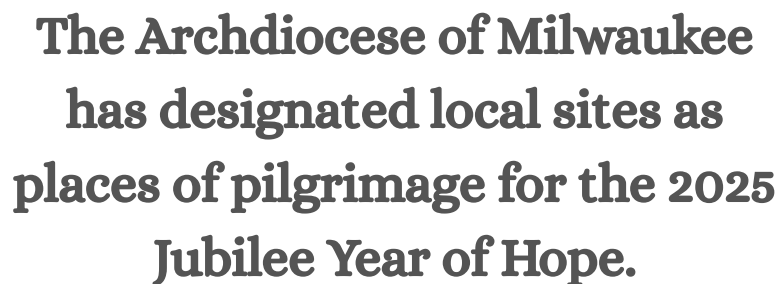 The Archdiocese of Milwaukee
has designated local sites as
places of pilgrimage for the 2025
Jubilee Year of Hope.